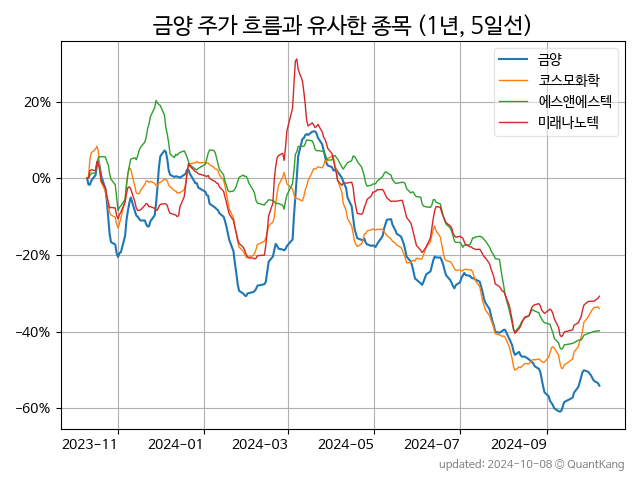 금양 주가 흐름과 유사한 종목 (1년, 5일선)
금양
코스모화학
에스앤에스텍
미래나노텍
20%
0%
−20%
−40%
−60%
2023-11 2024-01 2024-03 2024-05 2024-07 2024-09
updated: 2024-10-08 © QuantKang